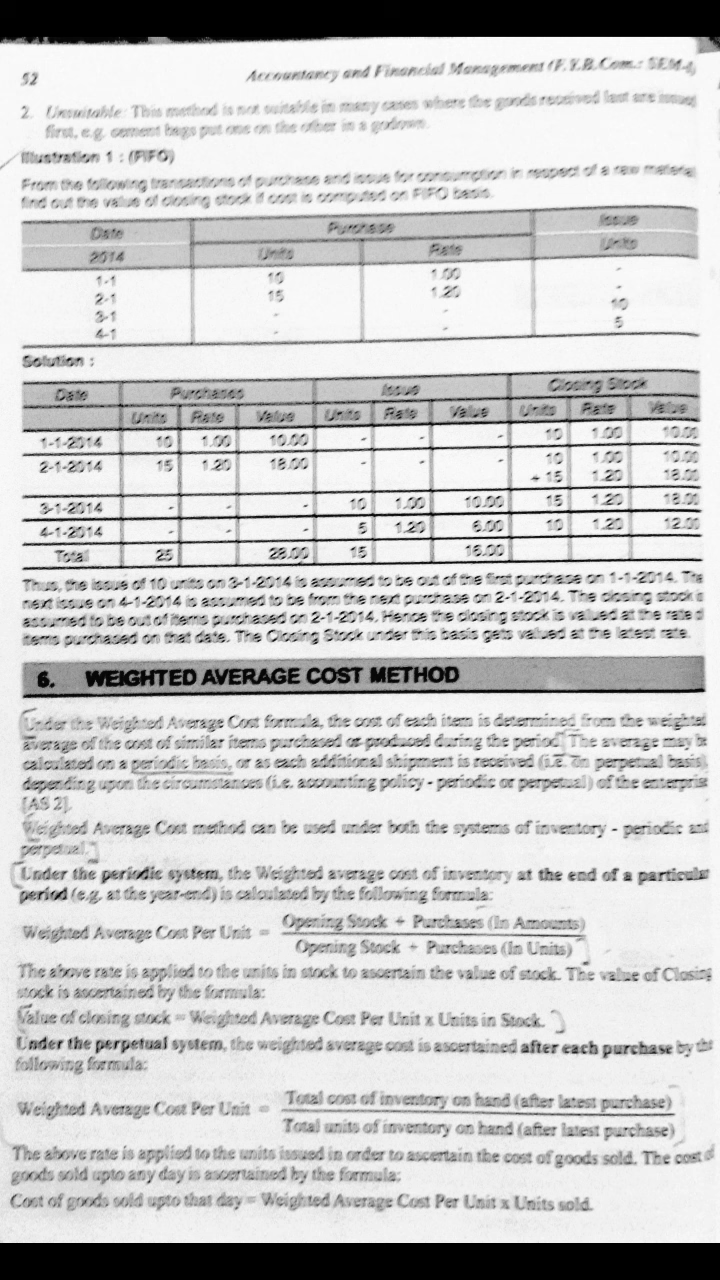 52
Accountancy and Financial Management (F.Y.B.Com.: SEM-
2. Unsuitable: This method is not suitable in many cases where the goods received last are issued
first, e.g. cement bags put one on the other in a godown.
Illustration 1 : (FIFO)
From the following transactions of purchase and issue for consumption in respect of a raw material
find out the value of closing stock if cost is computed on FIFO basis.
Date Purchase Issue
2014 Units Rate Units
1-1 10 1.00 -
2-1 15 1.20 -
3-1 - - 10
4-1 - - 5
Solution :
Date Purchases Issue Closing Stock
Units Rate Value Units Rate Value Units Rate Value
1-1-2014 10 1.00 10.00 - - - 10 1.00 10.00
2-1-2014 15 1.20 18.00 - - - 10 1.00 10.00
+ 15 1.20 18.00
3-1-2014 - - - 10 1.00 10.00 15 1.20 18.00
4-1-2014 - - - 5 1.20 6.00 10 1.20 12.00
Total 25 28.00 15 16.00
Thus, the issue of 10 units on 3-1-2014 is assumed to be out of the first purchase on 1-1-2014. The
next issue on 4-1-2014 is assumed to be from the next purchase on 2-1-2014. The closing stock is
assumed to be out of items purchased on 2-1-2014. Hence the closing stock is valued at the rate
items purchased on that date. The Closing Stock under this basis gets valued at the latest rate.
6. WEIGHTED AVERAGE COST METHOD
Under the Weighted Average Cost formula, the cost of each item is determined from the weighted
average of the cost of similar items purchased or produced during the period. The average may be
calculated on a periodic basis, or as each additional shipment is received (i.e. on perpetual basis)
depending upon the circumstances (i.e. accounting policy - periodic or perpetual) of the enterprise
[AS 2].
Weighted Average Cost method can be used under both the systems of inventory - periodic and
perpetual.
Under the periodic system, the Weighted average cost of inventory at the end of a particular
period (e.g. at the year-end) is calculated by the following formula:
Weighted Average Cost Per Unit = Opening Stock + Purchases (In Amounts)
Opening Stock + Purchases (In Units)
The above rate is applied to the units in stock to ascertain the value of stock. The value of Closing
stock is ascertained by the formula:
Value of closing stock = Weighted Average Cost Per Unit x Units in Stock.
Under the perpetual system, the weighted average cost is ascertained after each purchase by the
following formula:
Weighted Average Cost Per Unit = Total cost of inventory on hand (after latest purchase)
Total units of inventory on hand (after latest purchase)
The above rate is applied to the units issued in order to ascertain the cost of goods sold. The cost of
goods sold upto any day is ascertained by the formula:
Cost of goods sold upto that day = Weighted Average Cost Per Unit x Units sold.